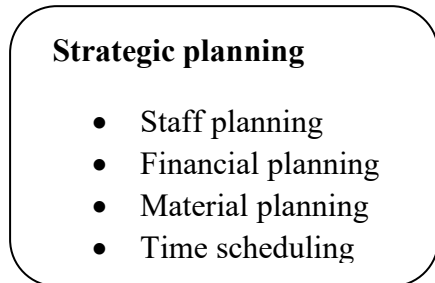 Strategic planning
• Staff planning
• Financial planning
• Material planning
• Time scheduling